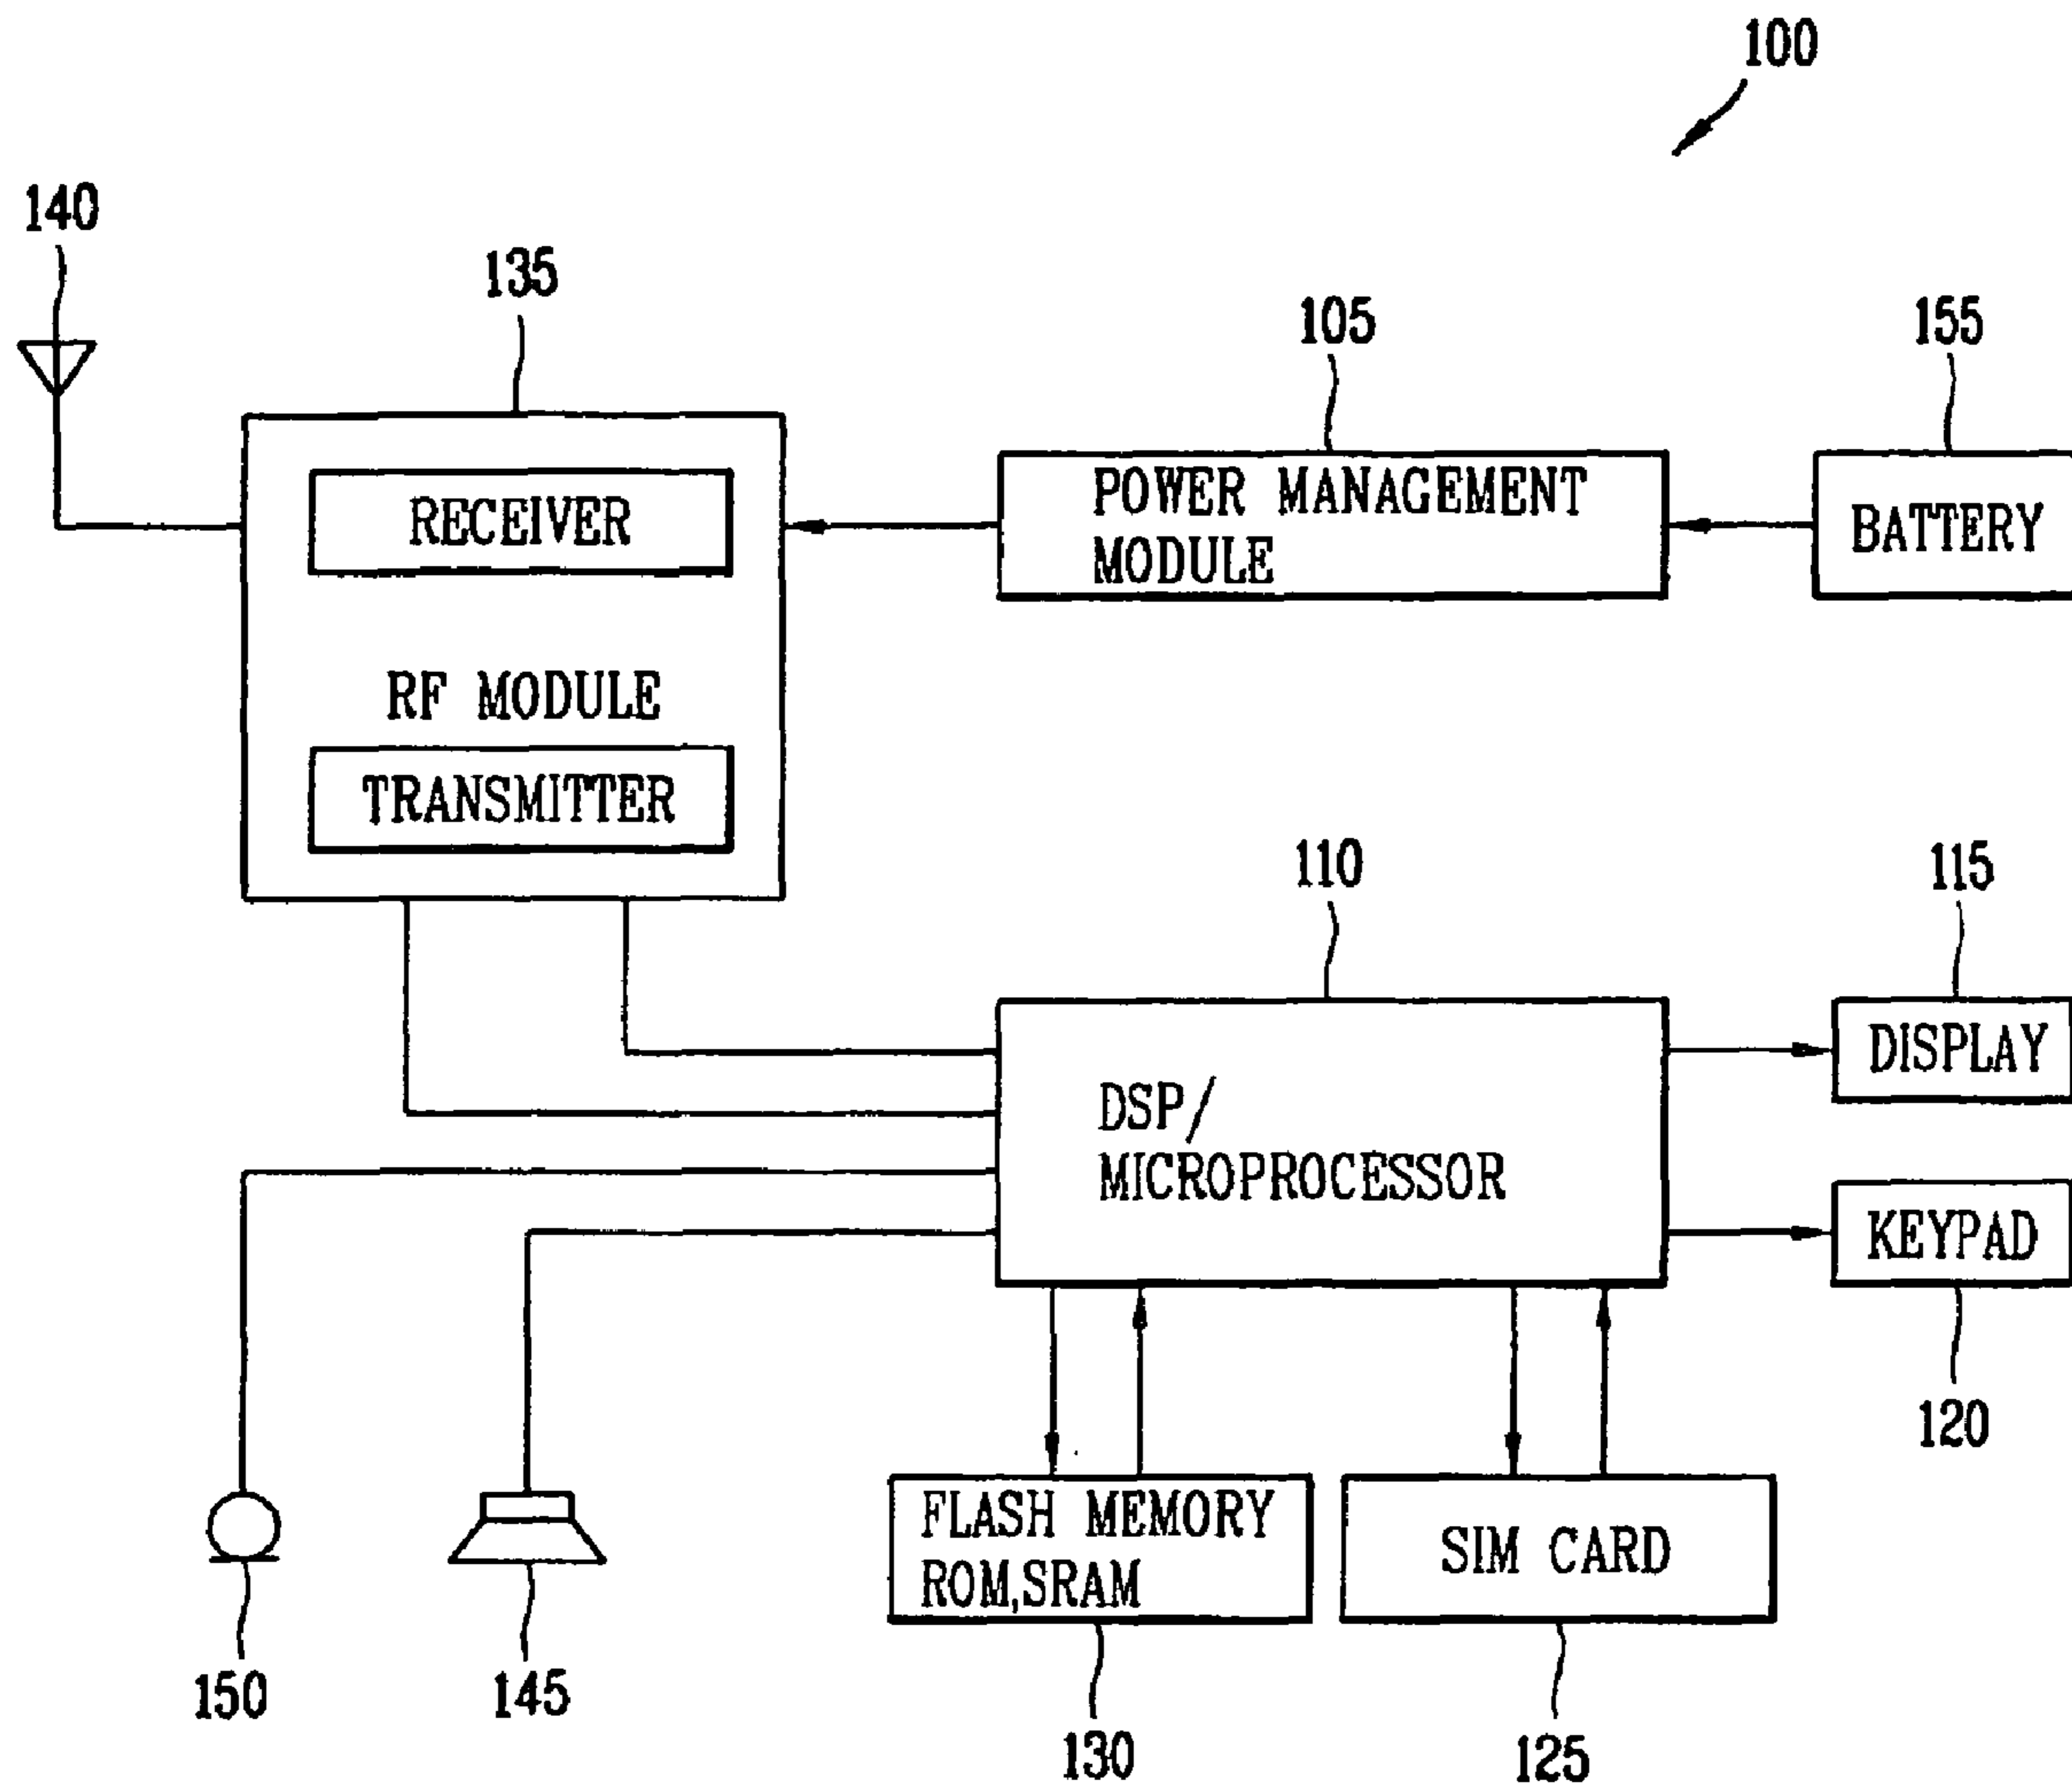 100
140
135
105
155
RECEIVER
POWER MANAGEMENT
MODULE
BATTERY
RF MODULE
TRANSMITTER
110
115
DISPLAY
DSP/
MICROPROCESSOR
KEYPAD
120
FLASH MEMORY
ROM,SRAM
SIM CARD
150
145
130
125